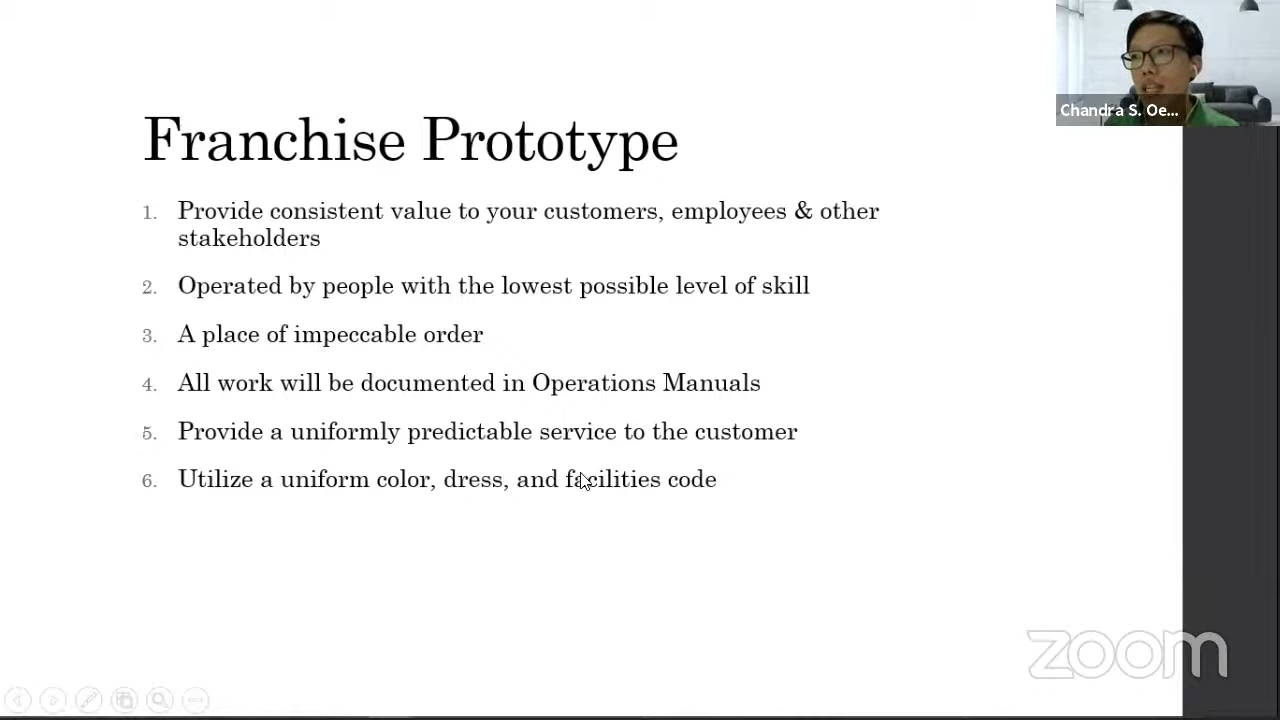 Chandra S. Oe...
Franchise Prototype
1. Provide consistent value to your customers, employees & other
stakeholders
2. Operated by people with the lowest possible level of skill
3. A place of impeccable order
4. All work will be documented in Operations Manuals
5. Provide a uniformly predictable service to the customer
6. Utilize a uniform color, dress, and facilities code
zoom